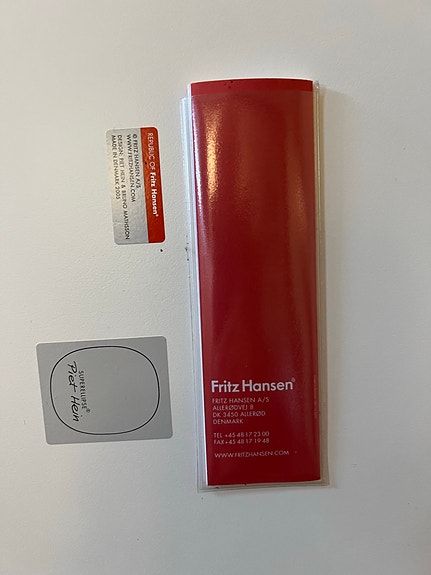 REPUBLIC OF Fritz Hansen®
© FRITZ HANSEN A/S
WWW.FRITZHANSEN.COM
DESIGN: PIET HEIN & BRUNO MATHSSON
MADE IN DENMARK 2005
SUPERELLIPSE®
Piet Hein
Fritz Hansen®
FRITZ HANSEN A/S
ALLERØDVEJ 8
DK 3450 ALLERØD
DENMARK
TEL +45 48 17 23 00
FAX +45 48 17 19 48
WWW.FRITZHANSEN.COM